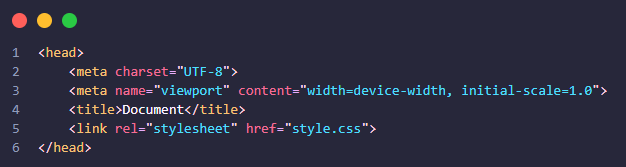 1 <head>
2     <meta charset="UTF-8">
3     <meta name="viewport" content="width=device-width, initial-scale=1.0">
4     <title>Document</title>
5     <link rel="stylesheet" href="style.css">
6 </head>